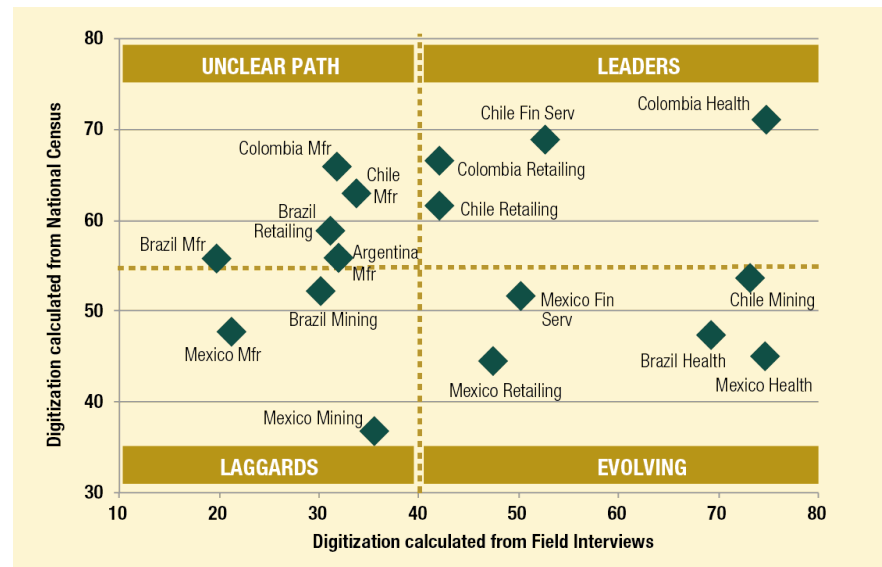 80
UNCLEAR PATH
LEADERS
Colombia Health
Chile Fin Serv
70
Colombia Mfr
Colombia Retailing
Chile
Mfr
Brazil
Retailing
Chile Retailing
60
Brazil Mfr
Argentina
Mfr
50
Brazil Mining
Mexico Fin
Serv
Chile Mining
Mexico Mfr
Brazil Health
Mexico Retailing
Mexico Health
40
Mexico Mining
LAGGARDS
EVOLVING
30
10
20
30
40
50
60
70
80
Digitization calculated from National Census
Digitization calculated from Field Interviews